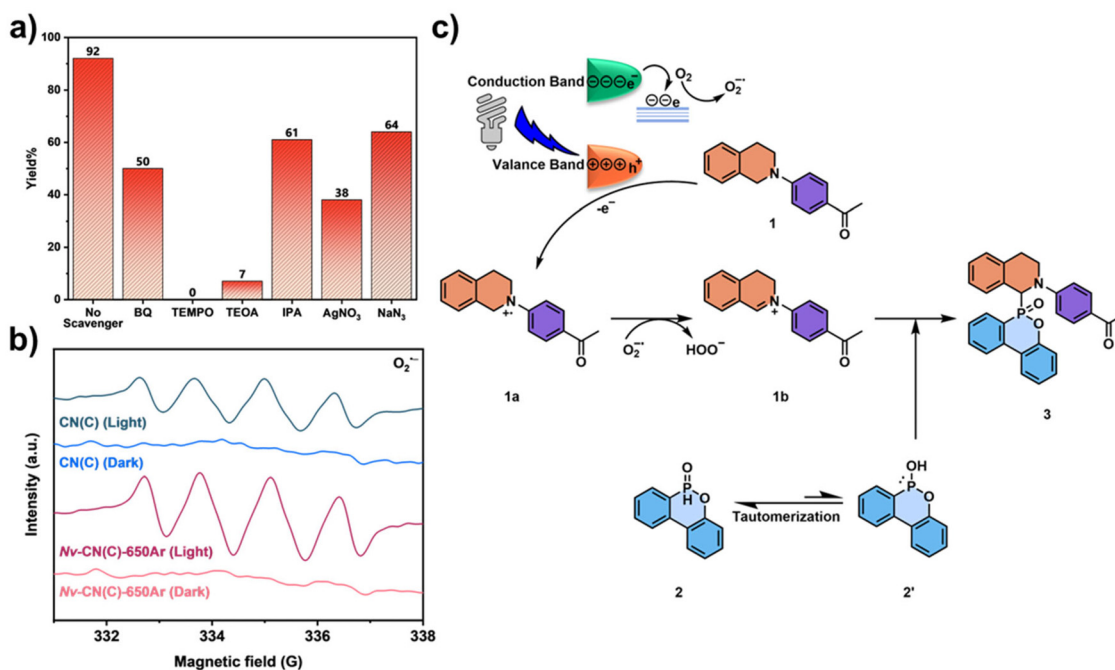 a)
Yield%
100
80
60
40
20
0
92
50
0
7
61
38
64
No Scavenger
BQ
TEMPO
TEOA
IPA
AgNO₃
NaN₃
b)
Intensity (a.u.)
O₂˙⁻
CN(C) (Light)
CN(C) (Dark)
Nv-CN(C)-650Ar (Light)
Nv-CN(C)-650Ar (Dark)
332
334
336
338
Magnetic field (G)
c)
Conduction Band
⊖⊖⊖e⁻
O₂
O₂⁻•
⊖⊖e
Valance Band
⊕⊕⊕h⁺
-e⁻
N
O
1
N
+•
O
1a
O₂⁻•
HOO⁻
N
+
O
1b
N
P
O
O
O
3
O
P
H
O
2
Tautomerization
OH
P
O
2'